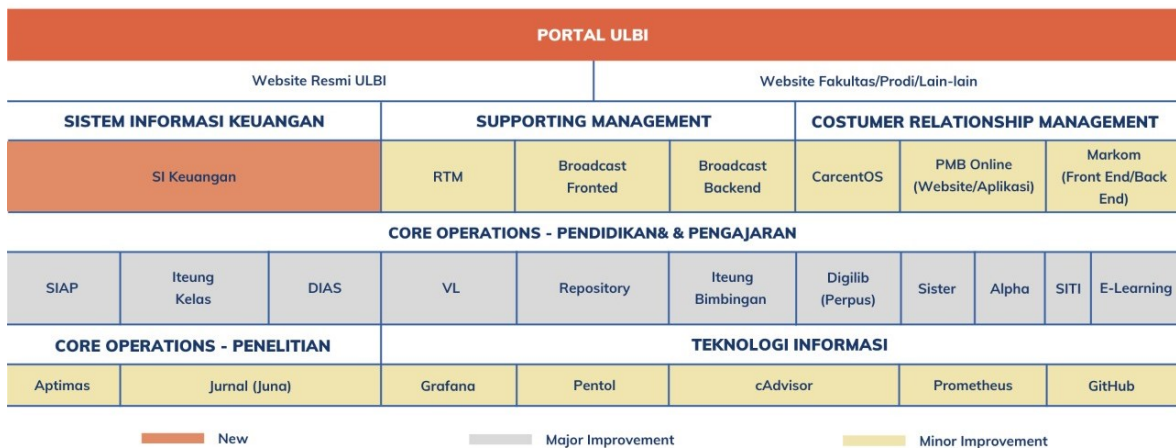 PORTAL ULBI
Website Resmi ULBI
Website Fakultas/Prodi/Lain-lain
SISTEM INFORMASI KEUANGAN
SUPPORTING MANAGEMENT
COSTUMER RELATIONSHIP MANAGEMENT
SI Keuangan
RTM
Broadcast
Fronted
Broadcast
Backend
CarcentOS
PMB Online
(Website/Aplikasi)
Markom
(Front End/Back
End)
CORE OPERATIONS - PENDIDIKAN& & PENGAJARAN
SIAP
Iteung
Kelas
DIAS
VL
Repository
Iteung
Bimbingan
Digilib
(Perpus)
Sister
Alpha
SITI
E-Learning
CORE OPERATIONS - PENELITIAN
TEKNOLOGI INFORMASI
Aptimas
Jurnal (Juna)
Grafana
Pentol
cAdvisor
Prometheus
GitHub
New
Major Improvement
Minor Improvement